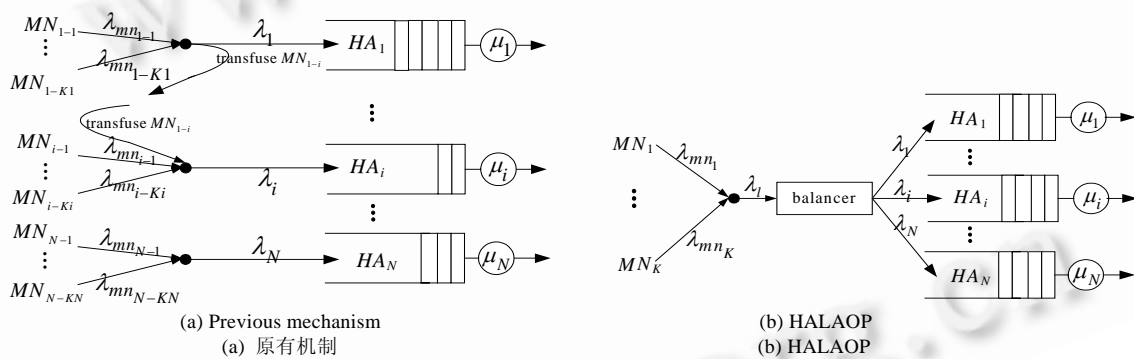 MN1-1 λmn1-1 λ1 HA1 μ1
⋮ transfuse MN1-i
MN1-K1 λmn1-K1
⋮
transfuse MN1-i
MNi-1 λmni-1 λi HAi μi
⋮
MNi-Ki λmni-Ki
⋮
MNN-1 λmnN-1 λN HAN μN
⋮
MNN-KN λmnN-KN
(a) Previous mechanism
(a) 原有机制
MN1 λmn1
⋮
MNK λmnK
λl
balancer
λ1 HA1 μ1
⋮
λi HAi μi
⋮
λN HAN μN
(b) HALAOP
(b) HALAOP